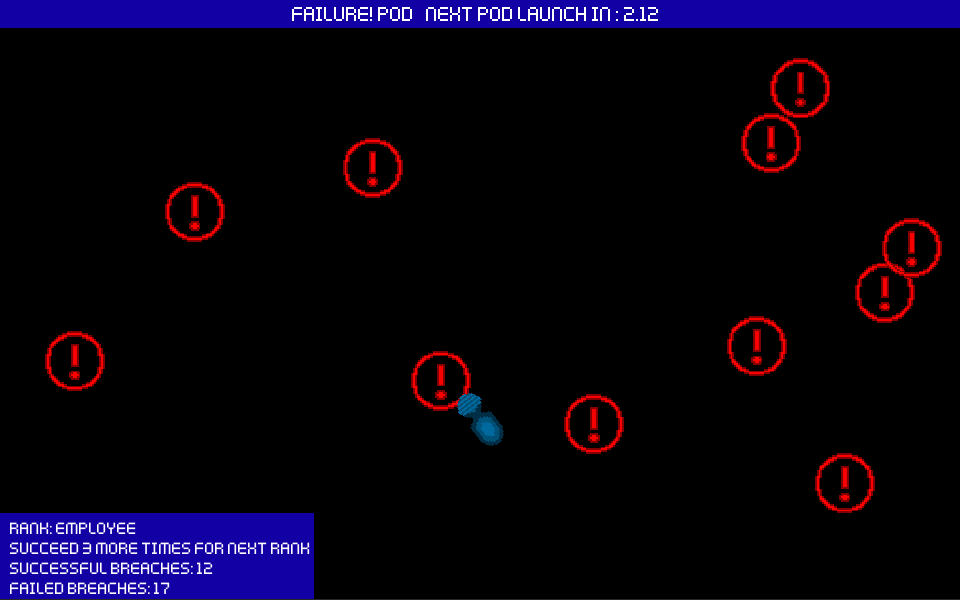 FAILURE! POD NEXT POD LAUNCH IN : 2.12
RANK: EMPLOYEE
SUCCEED 3 MORE TIMES FOR NEXT RANK
SUCCESSFUL BREACHES: 12
FAILED BREACHES: 17